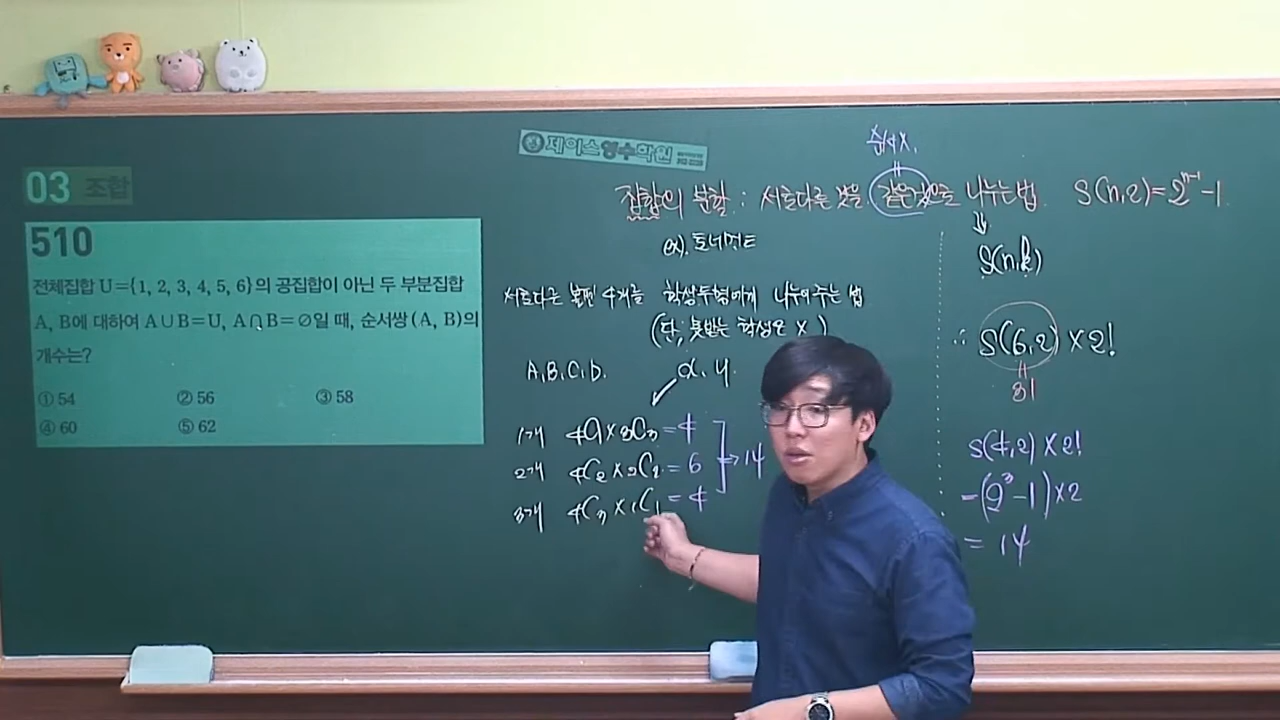 제이스영수학원
03 조합
510
전체집합 U={1, 2, 3, 4, 5, 6}의 공집합이 아닌 두 부분집합
A, B에 대하여 A∪B=U, A∩B=∅일 때, 순서쌍 (A, B)의
개수는?
① 54 ② 56 ③ 58
④ 60 ⑤ 62
순서X.
집합의 분할 : 서로다른 것을 같은것으로 나누는법. S(n,2)=2ⁿ⁻¹-1.
ex). 토너먼트
S(n,k)
서로다른 볼펜 4개를 학생두명에게 나누어주는 법
(단, 못받는 학생은 X)
∴ S(6,2)×2!
31
A, B, C, D. x, y.
1개 ₄C₁×₃C₃=4
2개 ₄C₂×₂C₂=6
3개 ₄C₃×₁C₁=4
⇒14
S(4,2)×2!
=(2³-1)×2
= 14